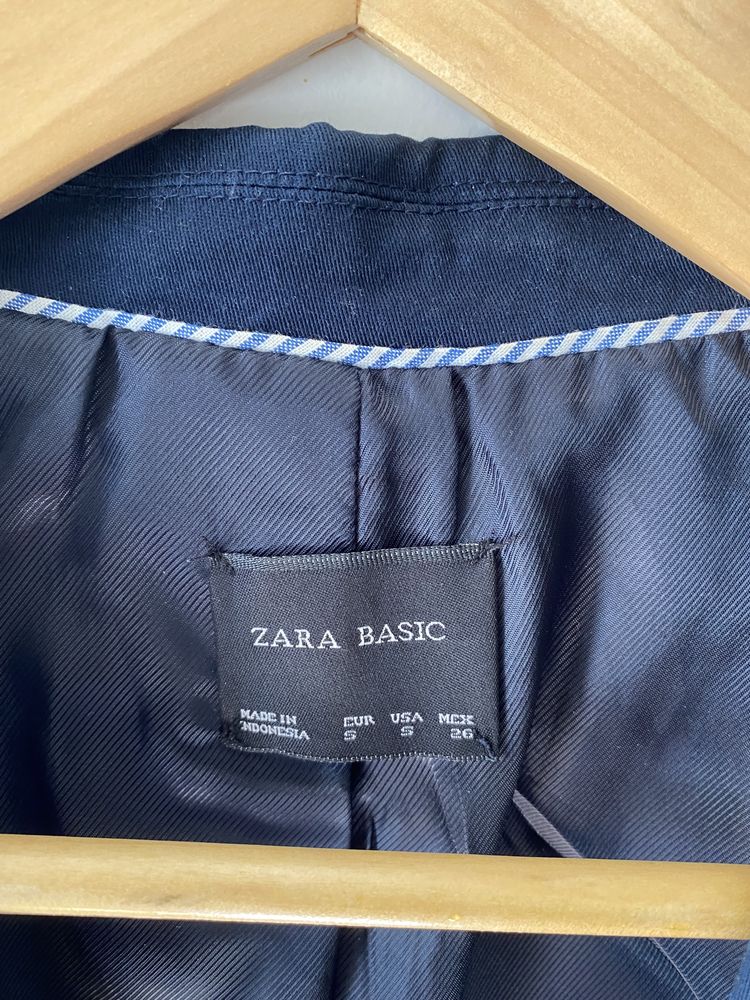 ZARA BASIC
MADE IN EUR USA MEX
INDONESIA S S 26